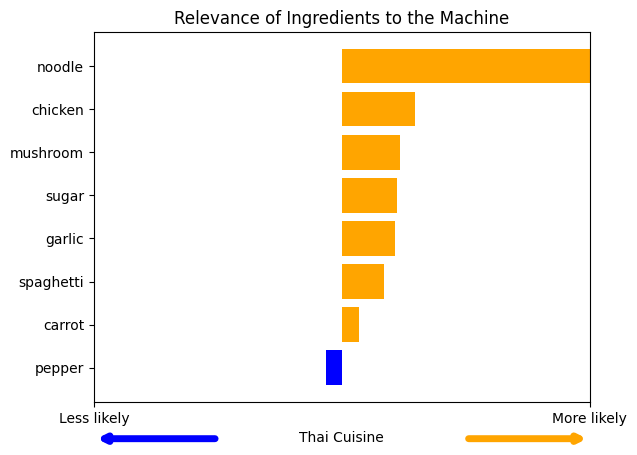 Relevance of Ingredients to the Machine
noodle
chicken
mushroom
sugar
garlic
spaghetti
carrot
pepper
Less likely
More likely
Thai Cuisine